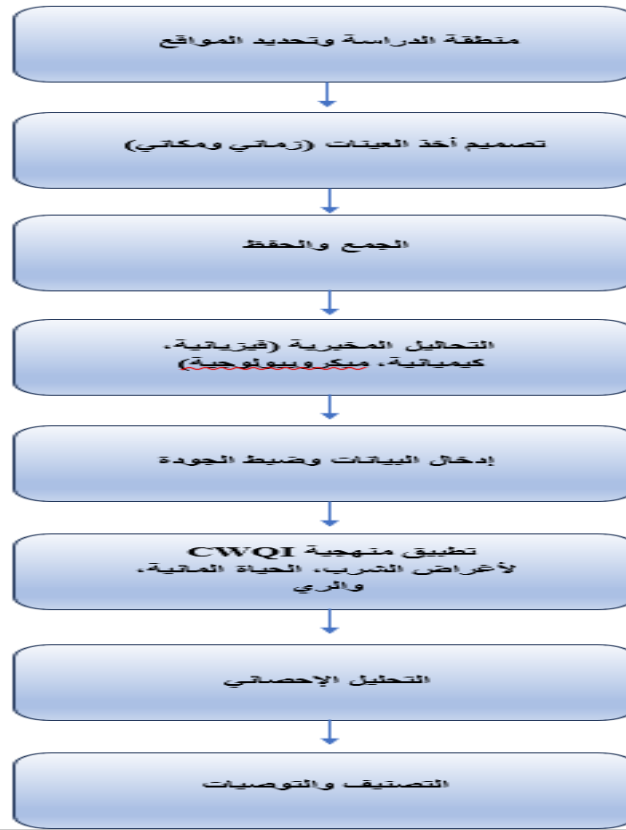 منطقة الدراسة وتحديد المواقع
تصميم أخذ العينات (زماني ومكاني)
الجمع والحفظ
التحاليل المخبرية (فيزيائية،
كيميائية، ميكروبيولوجية)
إدخال البيانات وضبط الجودة
تطبيق منهجية CWQI
لأغراض الشرب، الحياة المائية،
والري
التحليل الإحصائي
التصنيف والتوصيات